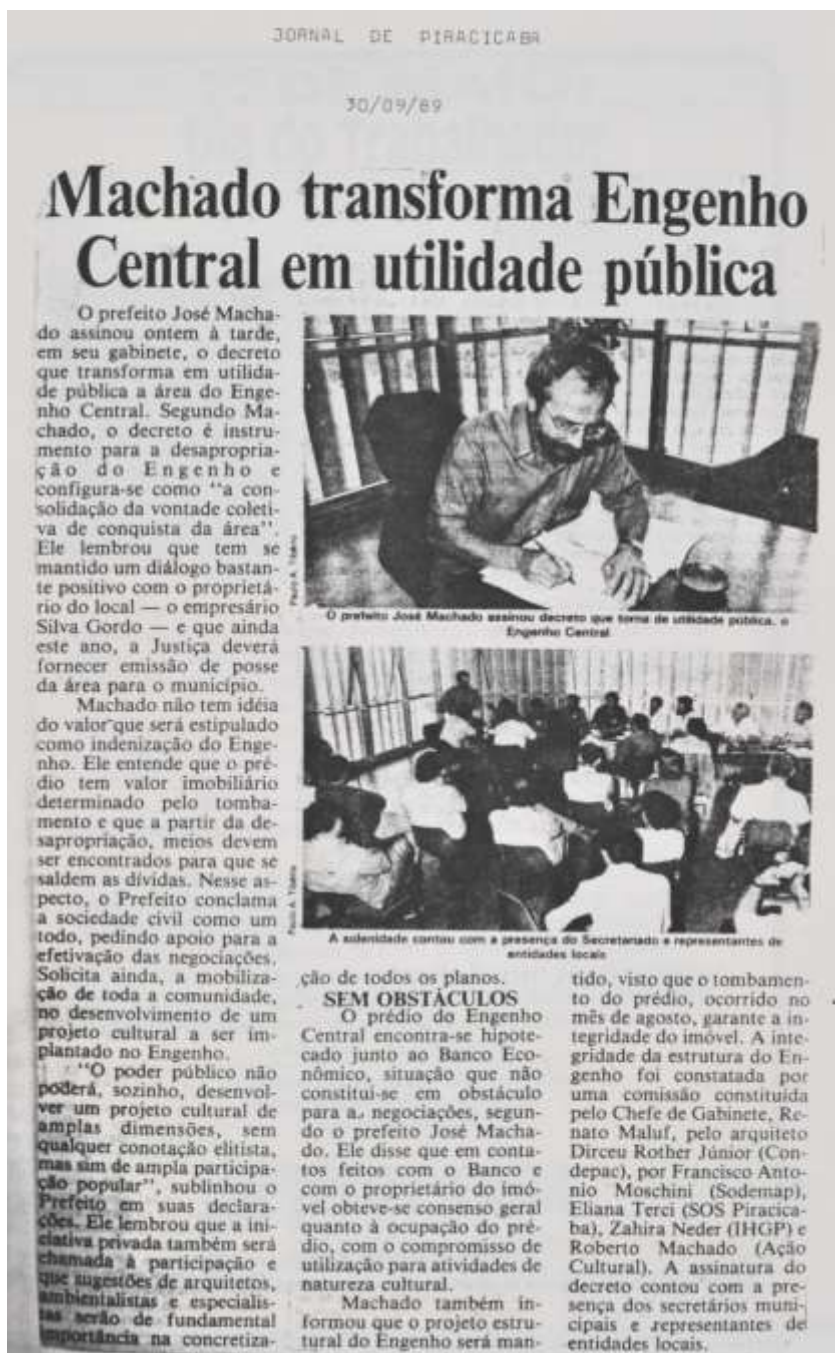 JORNAL DE PIRACICABA
30/09/89
Machado transforma Engenho
Central em utilidade pública
O prefeito José Macha-
do assinou ontem à tarde,
em seu gabinete, o decreto
que transforma em utilida-
de pública a área do Enge-
nho Central. Segundo Ma-
chado, o decreto é instru-
mento para a desapropria-
ção do Engenho e
configura-se como "a con-
solidação da vontade coleti-
va de conquista da área".
Ele lembrou que tem se
mantido um diálogo bastan-
te positivo com o proprietá-
rio do local — o empresário
Silva Gordo — e que ainda
este ano, a Justiça deverá
fornecer emissão de posse
da área para o município.
Machado não tem idéia
do valor que será estipulado
como indenização do Enge-
nho. Ele entende que o pré-
dio tem valor imobiliário
determinado pelo tomba-
mento e que a partir da de-
sapropriação, meios devem
ser encontrados para que se
saldem as dívidas. Nesse as-
pecto, o Prefeito conclama
a sociedade civil como um
todo, pedindo apoio para a
efetivação das negociações.
Solicita ainda, a mobiliza-
ção de toda a comunidade,
no desenvolvimento de um
projeto cultural a ser im-
plantado no Engenho.
"O poder público não
poderá, sozinho, desenvol-
ver um projeto cultural de
amplas dimensões, sem
qualquer conotação elitista,
mas sim de ampla participa-
ção popular", sublinhou o
Prefeito em suas declara-
ções. Ele lembrou que a ini-
ciativa privada também será
chamada à participação e
que sugestões de arquitetos,
ambientalistas e especialis-
tas serão de fundamental
importância na concretiza-
Paulo A.
O prefeito José Machado assinou decreto que torna de utilidade pública, o
Engenho Central
Paulo A.
A solenidade contou com a presença do Secretariado e representantes de
entidades locais
ção de todos os planos.
SEM OBSTÁCULOS
O prédio do Engenho
Central encontra-se hipote-
cado junto ao Banco Eco-
nômico, situação que não
constitui-se em obstáculo
para a. negociações, segun-
do o prefeito José Macha-
do. Ele disse que em conta-
tos feitos com o Banco e
com o proprietário do imó-
vel obteve-se consenso geral
quanto à ocupação do pré-
dio, com o compromisso de
utilização para atividades de
natureza cultural.
Machado também in-
formou que o projeto estru-
tural do Engenho será man-
tido, visto que o tombamen-
to do prédio, ocorrido no
mês de agosto, garante a in-
tegridade do imóvel. A inte-
gridade da estrutura do En-
genho foi constatada por
uma comissão constituída
pelo Chefe de Gabinete, Re-
nato Maluf, pelo arquiteto
Dirceu Rother Júnior (Con-
depac), por Francisco Anto-
nio Moschini (Sodemap),
Eliana Terci (SOS Piracica-
ba), Zahira Neder (IHGP) e
Roberto Machado (Ação
Cultural). A assinatura do
decreto contou com a pre-
sença dos secretários muni-
cipais e representantes de
entidades locais.